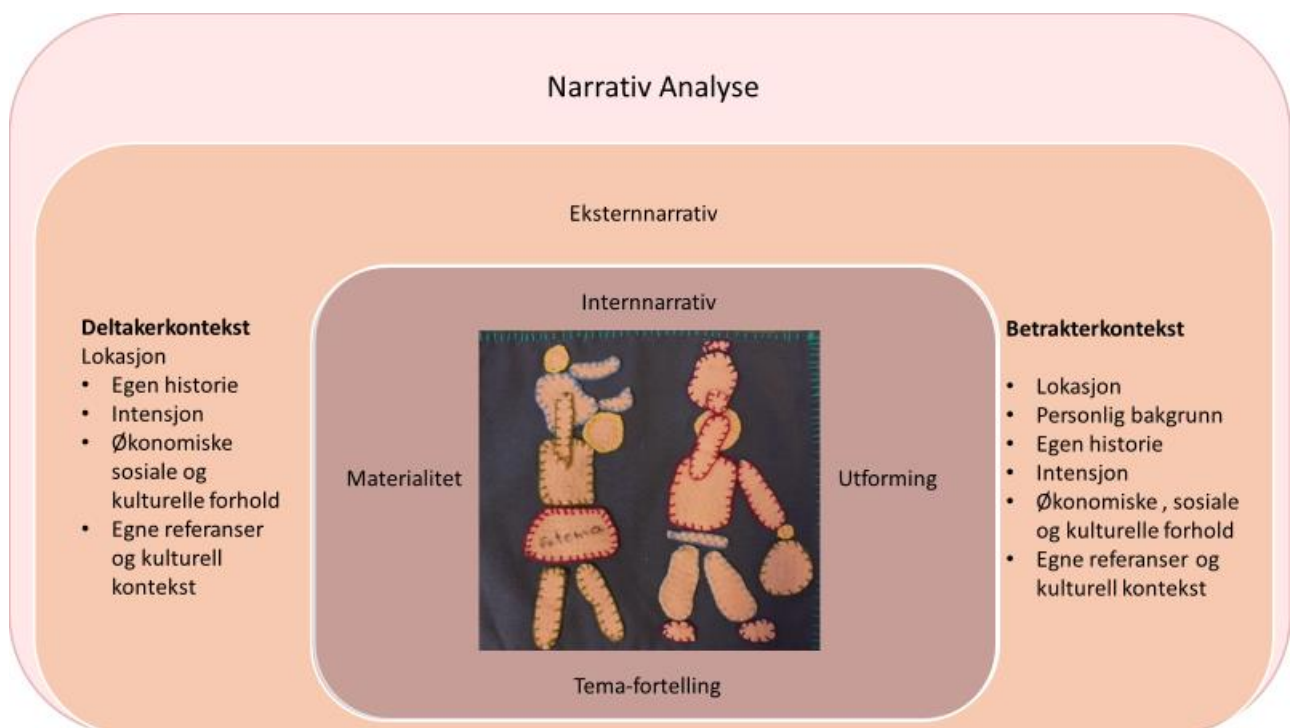 Narrativ Analyse
Eksternnarrativ
Internnarrativ
Deltakerkontekst
Lokasjon
• Egen historie
• Intensjon
• Økonomiske
sosiale og
kulturelle forhold
• Egne referanser
og kulturell
kontekst
Materialitet
fatema
Utforming
Tema-fortelling
Betrakterkontekst
• Lokasjon
• Personlig bakgrunn
• Egen historie
• Intensjon
• Økonomiske , sosiale
og kulturelle forhold
• Egne referanser og
kulturell kontekst